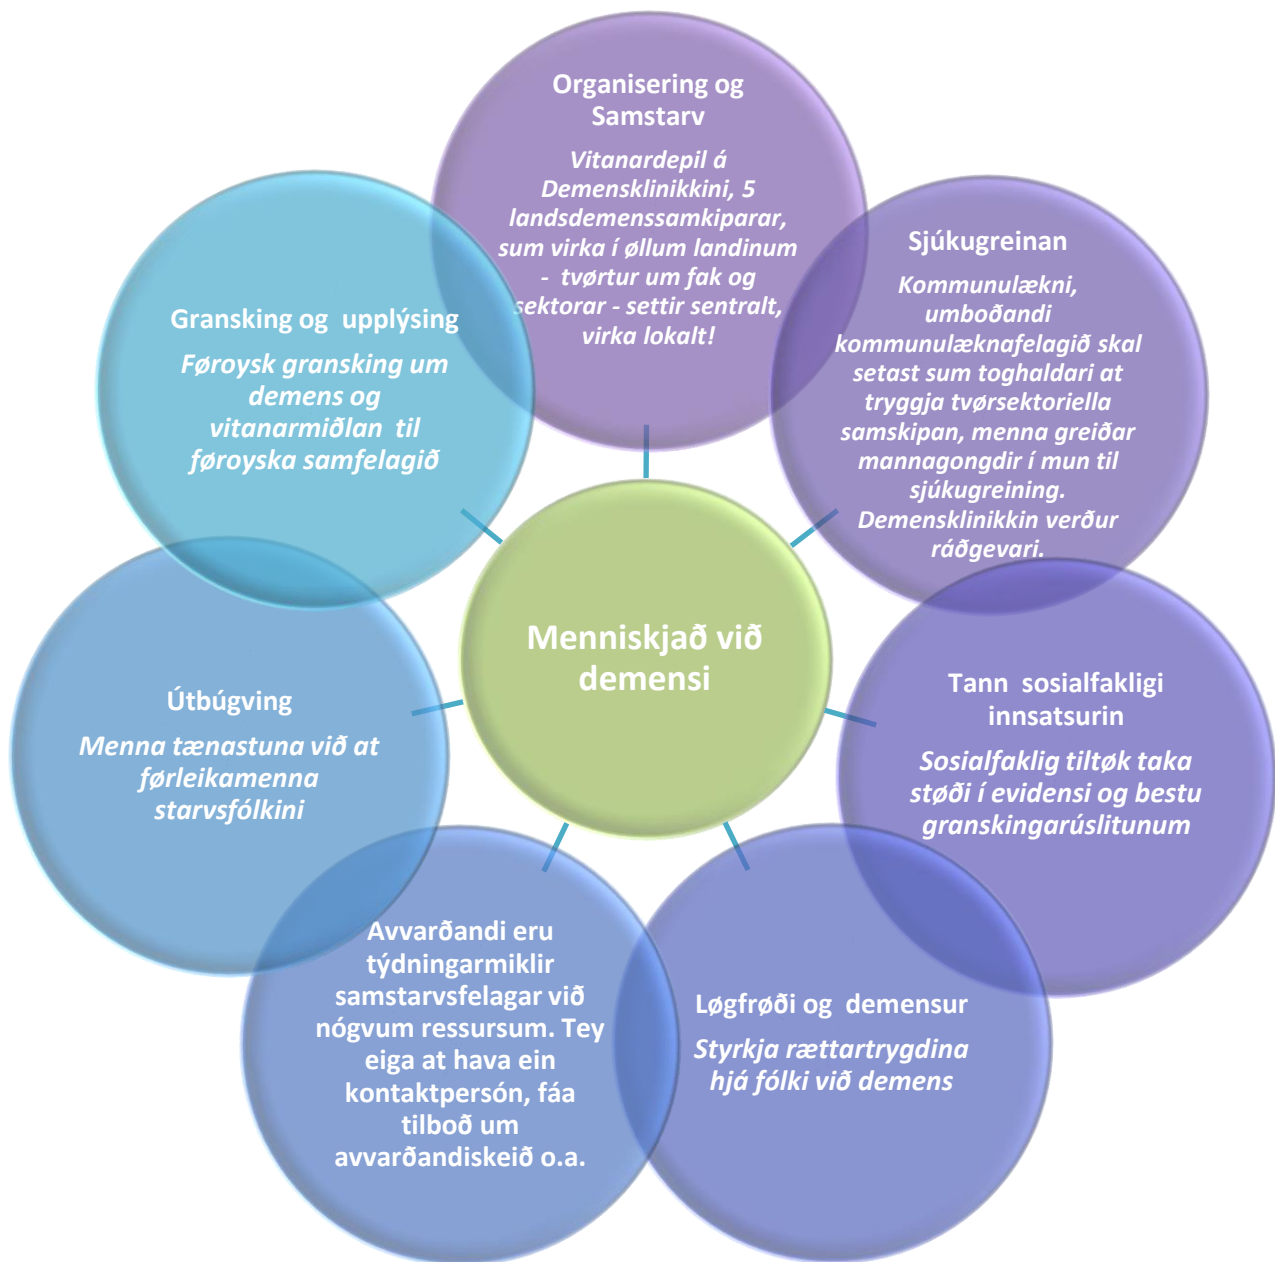 Organisering og
Samstarv
Vitanardepil á
Demensklinikkini, 5
landsdemenssamkiparar,
sum virka í øllum landinum
- tvørtur um fak og
sektorar - settir sentralt,
virka lokalt!
Sjúkugreinan
Kommunulækni,
umboðandi
kommunulæknafelagið skal
setast sum toghaldari at
tryggja tvørsektoriella
samskipan, menna greiðar
mannagongdir í mun til
sjúkugreining.
Demensklinikkin verður
ráðgevari.
Tann sosialfakligi
innsatsurin
Sosialfaklig tiltøk taka
støði í evidensi og bestu
granskingarúslitunum
Løgfrøði og demensur
Styrkja rættartrygdina
hjá fólki við demens
Avvarðandi eru
týdningarmiklir
samstarvsfelagar við
nógvum ressursum. Tey
eiga at hava ein
kontaktpersón, fáa
tilboð um
avvarðandiskeið o.a.
Útbúgving
Menna tænastuna við at
førleikamenna
starvsfólkini
Gransking og upplýsing
Føroysk gransking um
demens og
vitanarmiðlan til
føroyska samfelagið
Menniskjað við
demensi